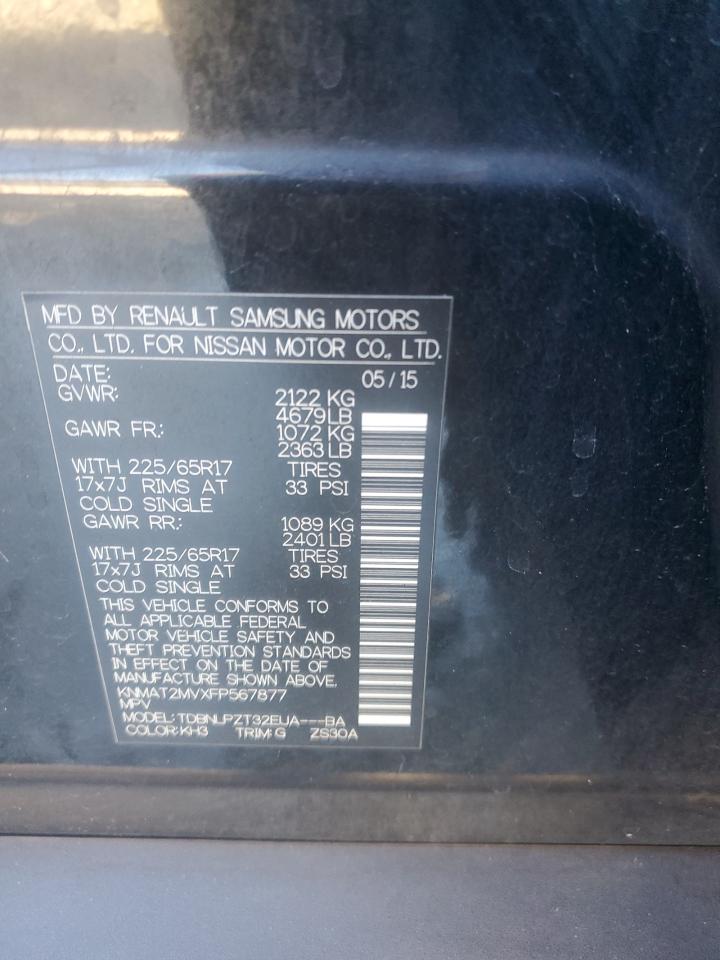 MFD BY RENAULT SAMSUNG MOTORS
CO., LTD. FOR NISSAN MOTOR CO., LTD.
DATE: 05/15
GVWR: 2122 KG
4679LB
GAWR FR.: 1072 KG
2363 LB
WITH 225/65R17 TIRES
17x7J RIMS AT 33 PSI
COLD SINGLE
GAWR RR.: 1089 KG
2401LB
WITH 225/65R17 TIRES
17x7J RIMS AT 33 PSI
COLD SINGLE
THIS VEHICLE CONFORMS TO
ALL APPLICABLE FEDERAL
MOTOR VEHICLE SAFETY AND
THEFT PREVENTION STANDARDS
IN EFFECT ON THE DATE OF
MANUFACTURE SHOWN ABOVE.
KNMAT2MVXFP567877
MPV
MODEL:TDBNLPZT32EUA---BA
COLOR:KH3 TRIM:G ZS30A